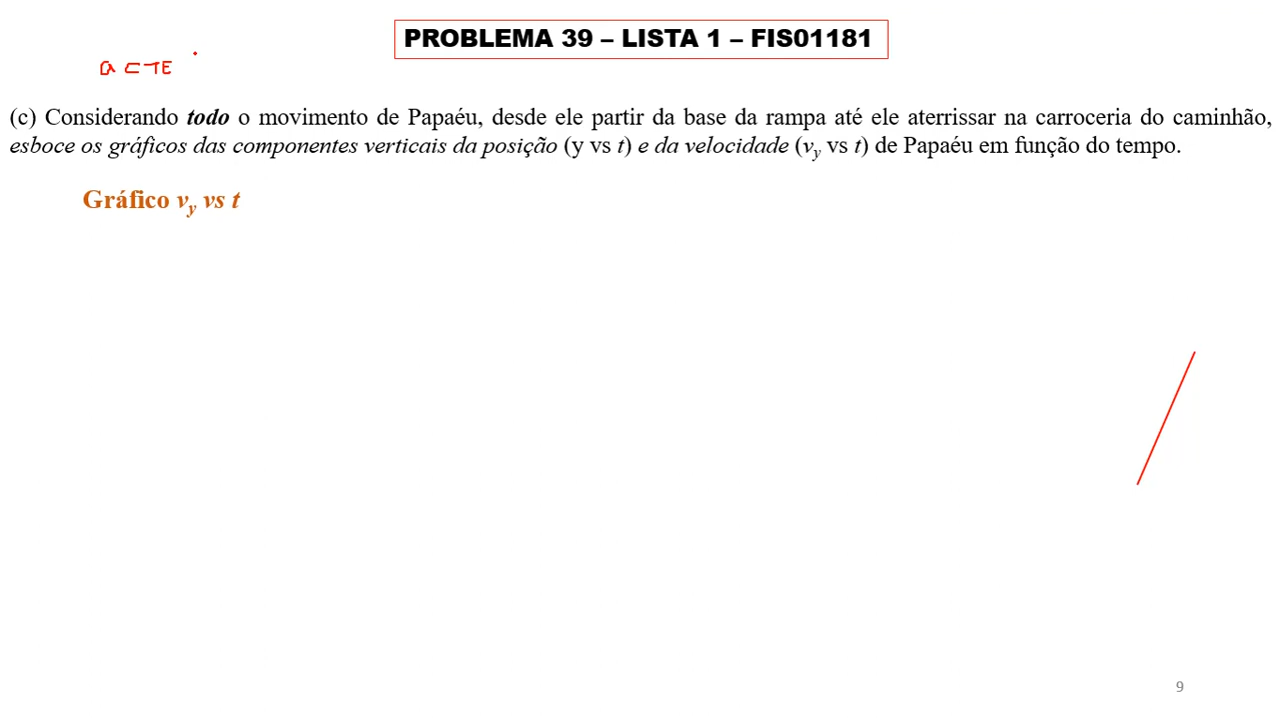 PROBLEMA 39 – LISTA 1 – FIS01181
a CTE
(c) Considerando todo o movimento de Papaéu, desde ele partir da base da rampa até ele aterrissar na carroceria do caminhão,
esboce os gráficos das componentes verticais da posição (y vs t) e da velocidade (vy vs t) de Papaéu em função do tempo.
Gráfico vy vs t
9